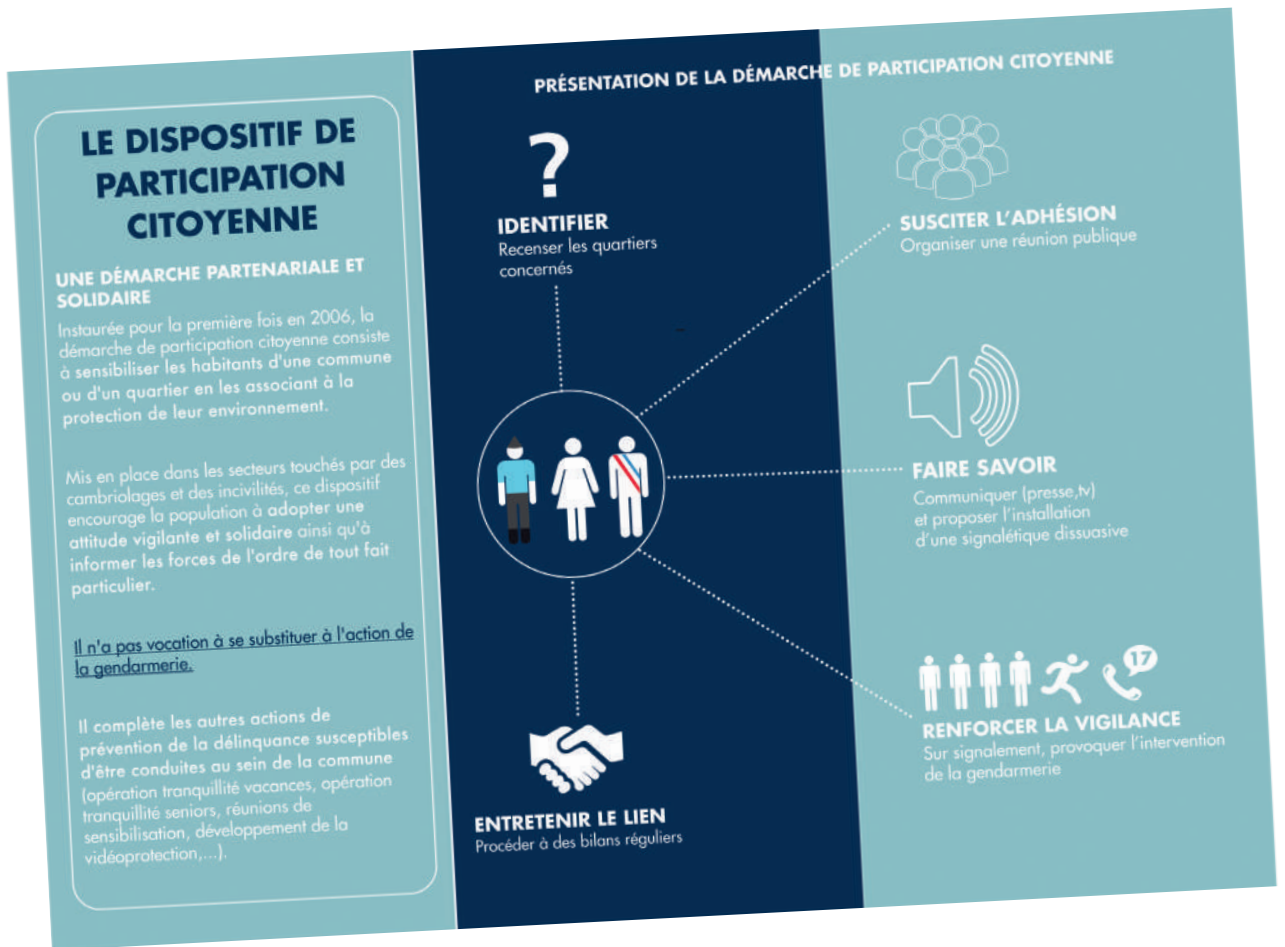 LE DISPOSITIF DE
PARTICIPATION
CITOYENNE
UNE DÉMARCHE PARTENARIALE ET
SOLIDAIRE
Instaurée pour la première fois en 2006, la
démarche de participation citoyenne consiste
à sensibiliser les habitants d'une commune
ou d'un quartier en les associant à la
protection de leur environnement.
Mis en place dans les secteurs touchés par des
cambriolages et des incivilités, ce dispositif
encourage la population à adopter une
attitude vigilante et solidaire ainsi qu'à
informer les forces de l'ordre de tout fait
particulier.
Il n'a pas vocation à se substituer à l'action de
la gendarmerie.
Il complète les autres actions de
prévention de la délinquance susceptibles
d'être conduites au sein de la commune
(opération tranquillité vacances, opération
tranquillité seniors, réunions de
sensibilisation, développement de la
vidéoprotection,...).
PRÉSENTATION DE LA DÉMARCHE DE PARTICIPATION CITOYENNE
?
IDENTIFIER
Recenser les quartiers
concernés
SUSCITER L'ADHÉSION
Organiser une réunion publique
FAIRE SAVOIR
Communiquer (presse,tv)
et proposer l'installation
d'une signalétique dissuasive
17
RENFORCER LA VIGILANCE
Sur signalement, provoquer l'intervention
de la gendarmerie
ENTRETENIR LE LIEN
Procéder à des bilans réguliers